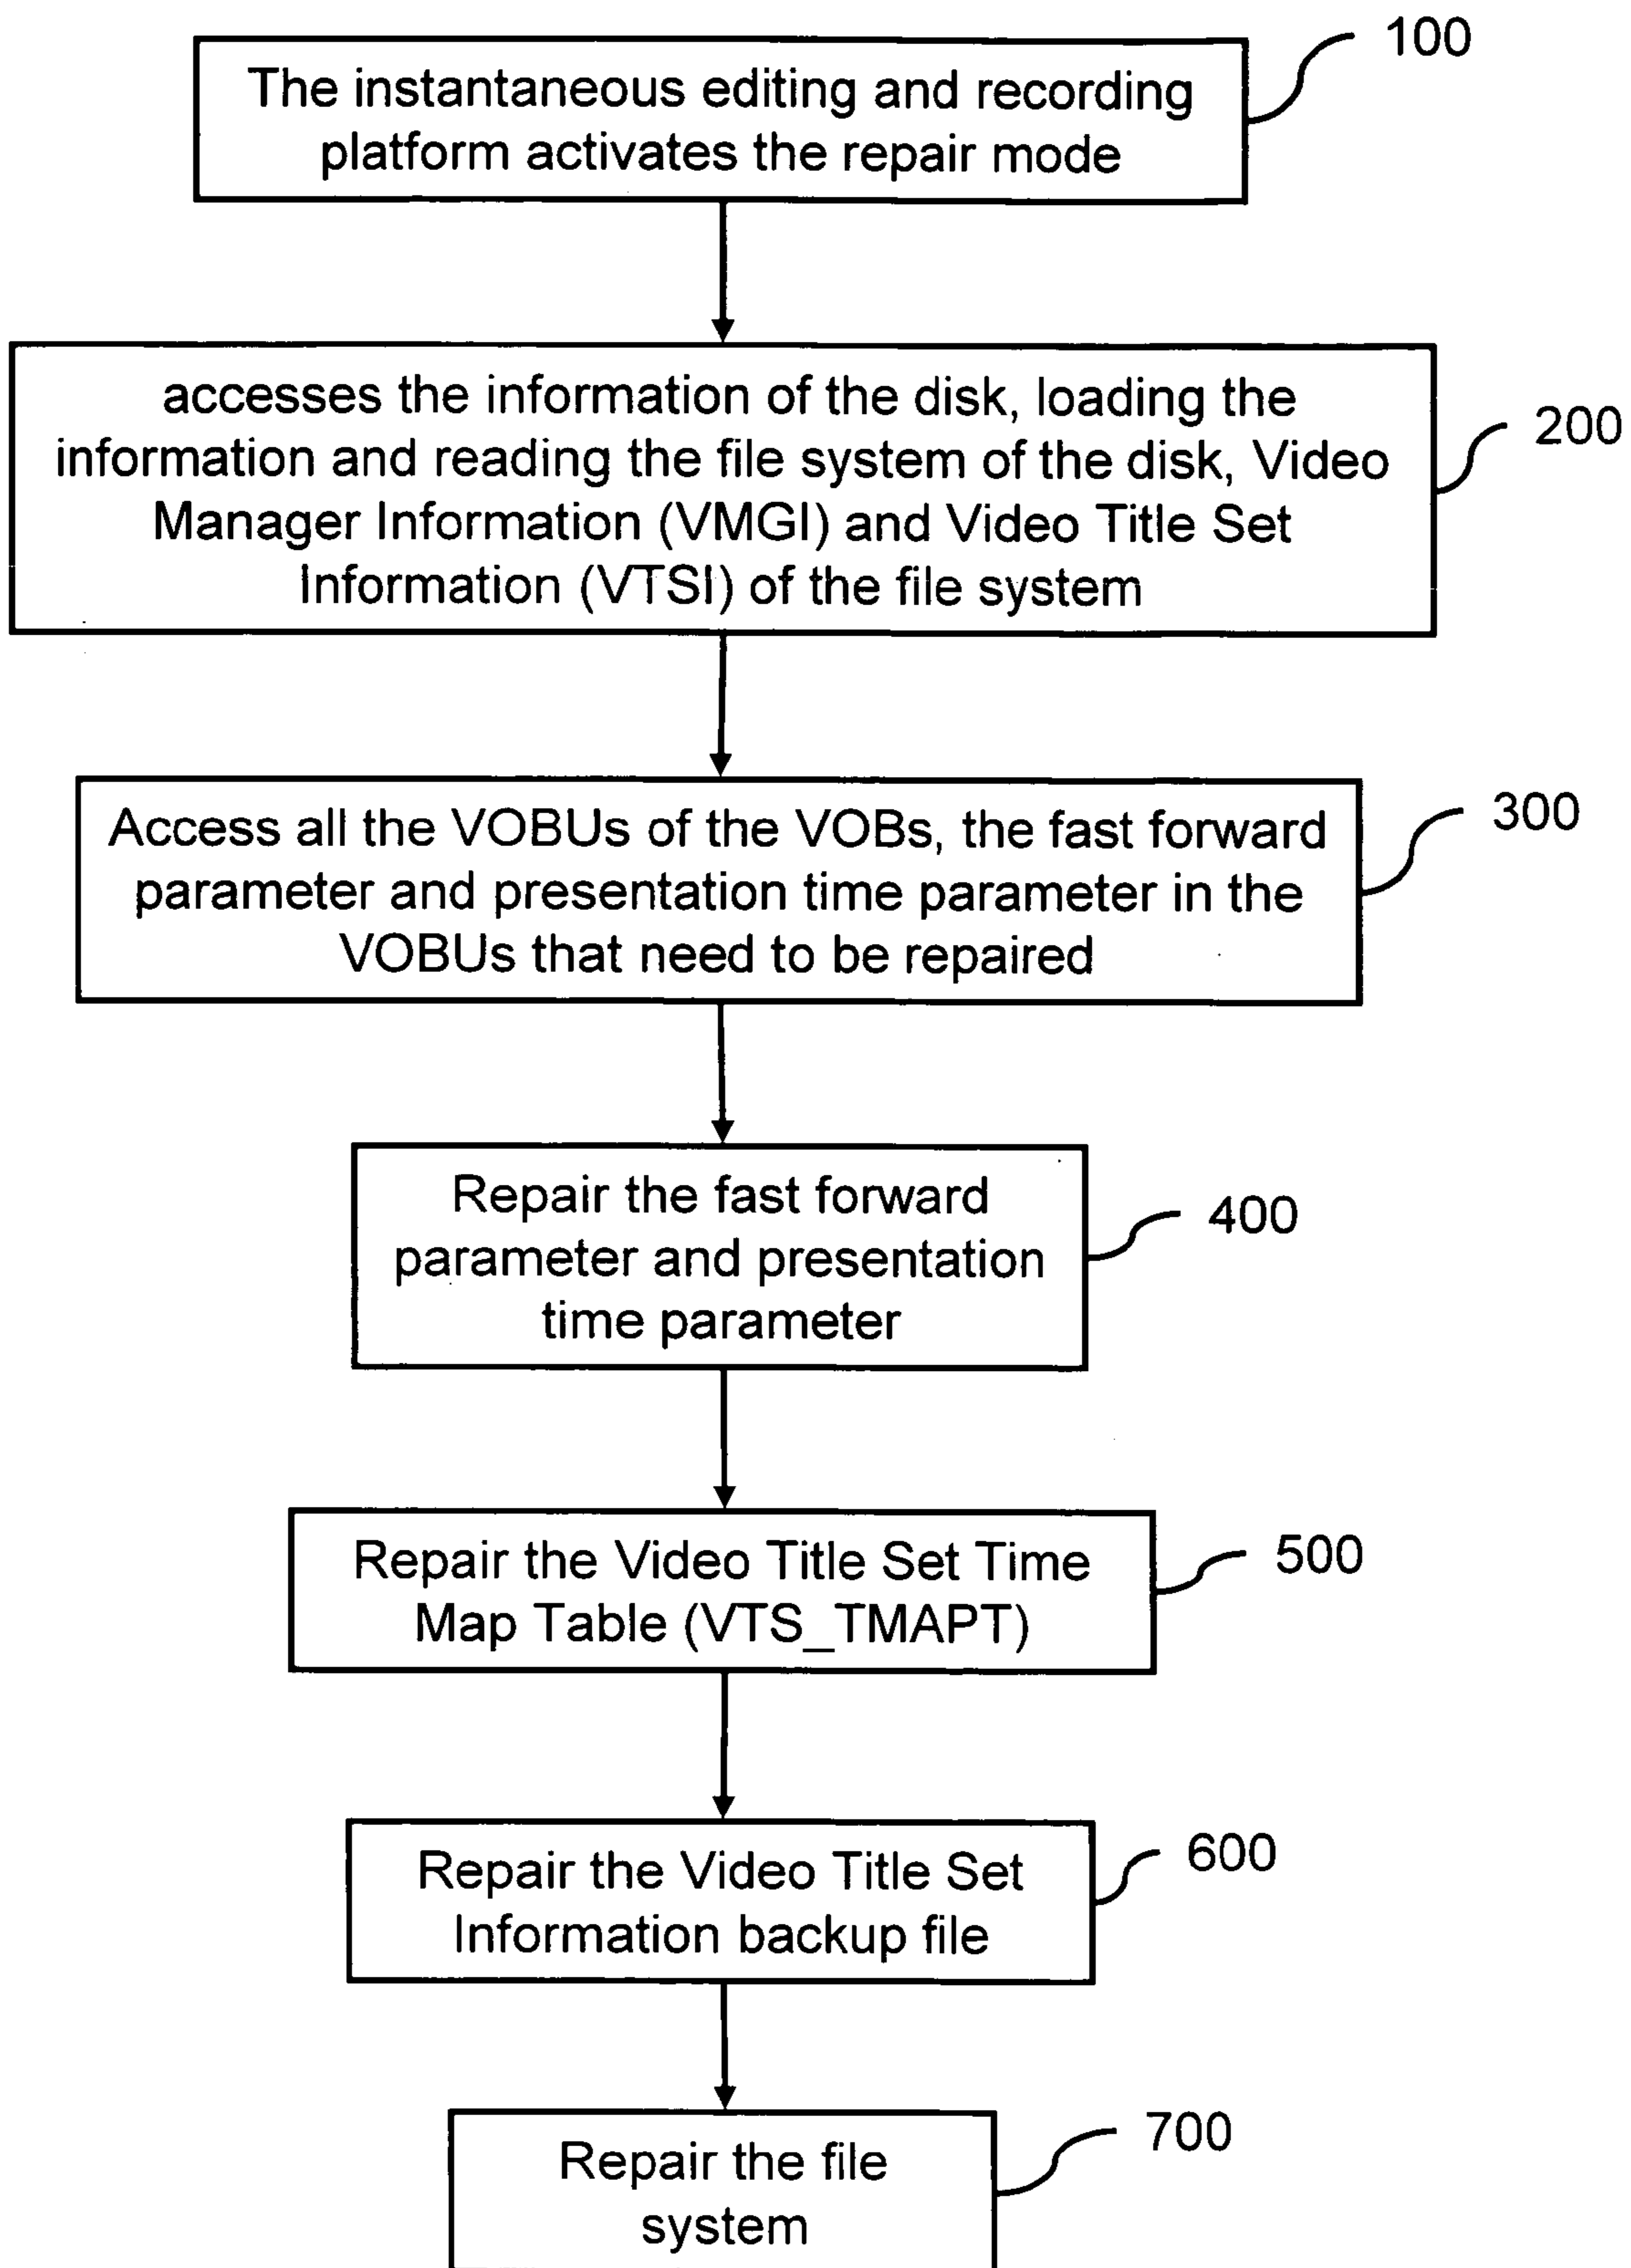 100
The instantaneous editing and recording
platform activates the repair mode
accesses the information of the disk, loading the
information and reading the file system of the disk, Video
Manager Information (VMGI) and Video Title Set
Information (VTSI) of the file system
200
Access all the VOBUs of the VOBs, the fast forward
parameter and presentation time parameter in the
VOBUs that need to be repaired
300
Repair the fast forward
parameter and presentation
time parameter
400
Repair the Video Title Set Time
Map Table (VTS_TMAPT)
500
Repair the Video Title Set
Information backup file
600
Repair the file
system
700